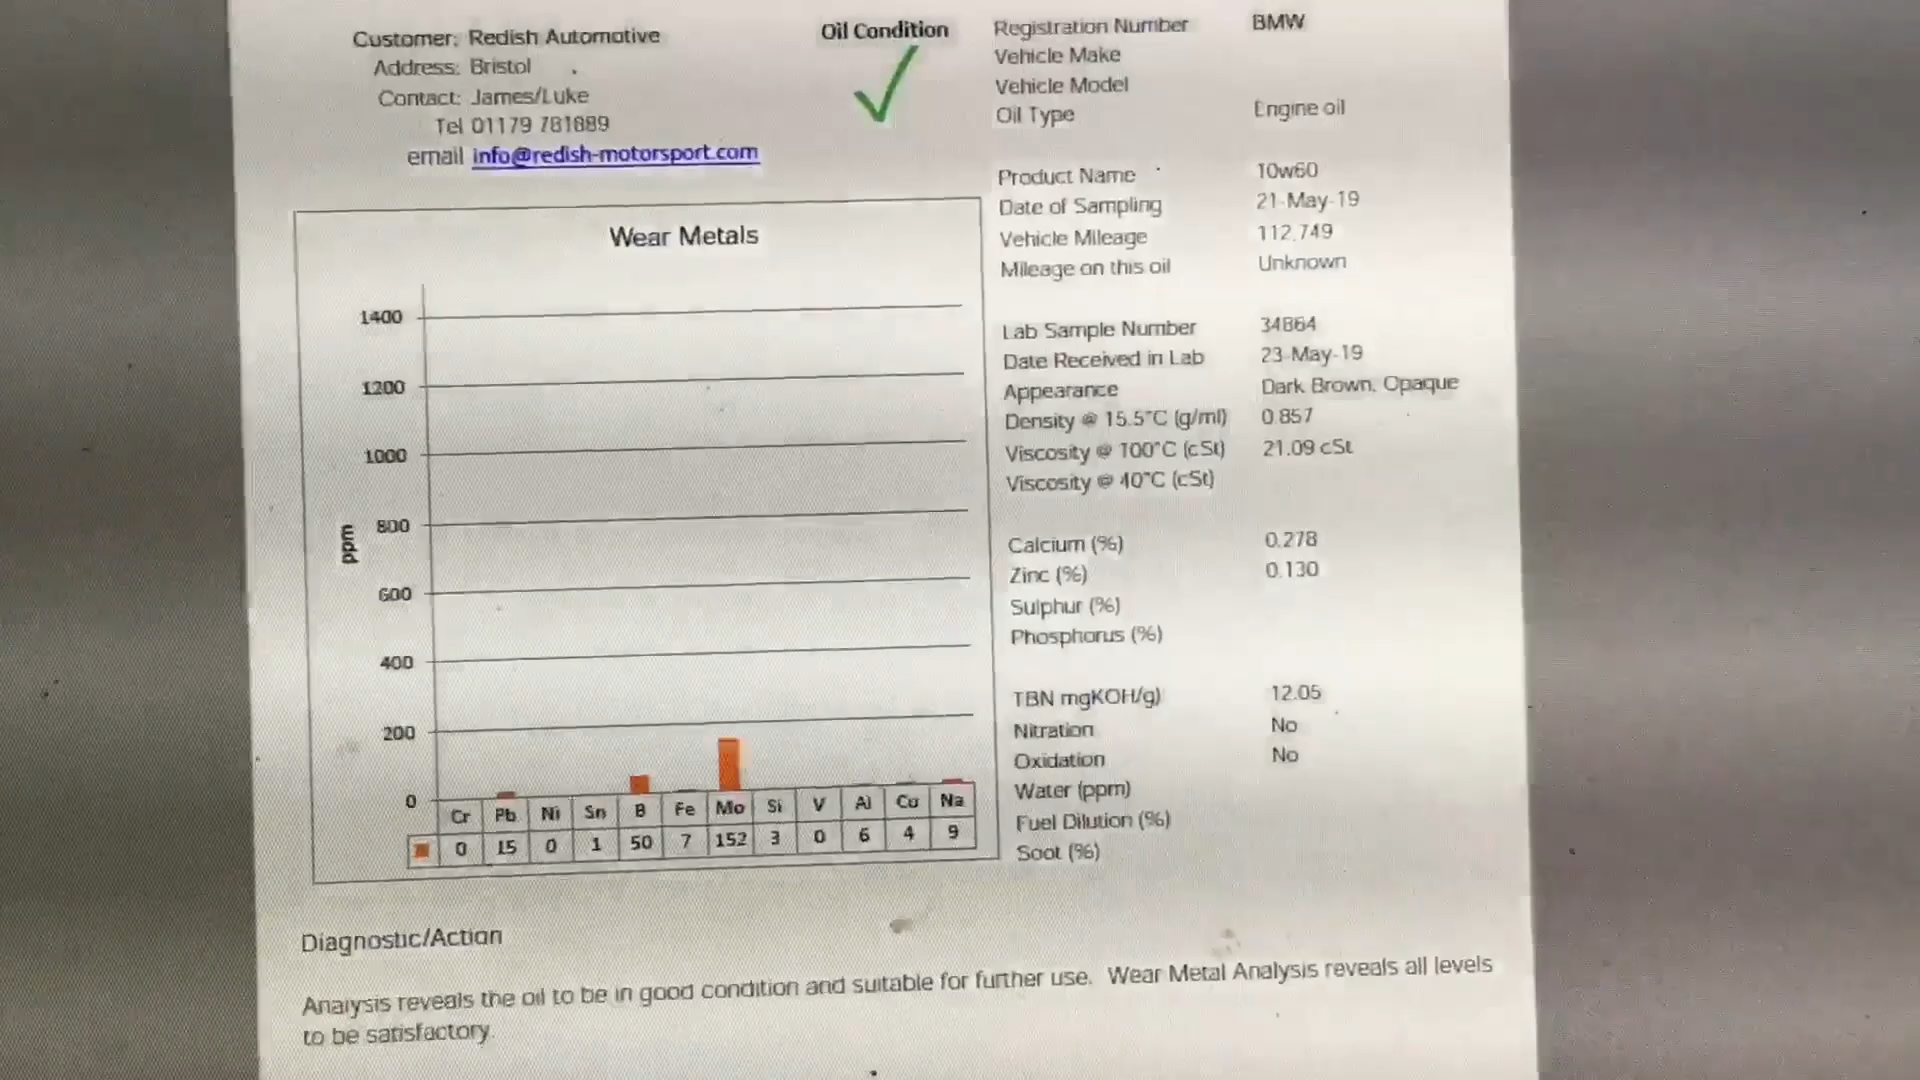 Customer: Redish Automotive
Address: Bristol
Contact: James/Luke
Tel 01179 781889
email info@redish-motorsport.com
Oil Condition
Registration Number BMW
Vehicle Make
Vehicle Model
Oil Type Engine oil
Product Name 10w60
Date of Sampling 21-May-19
Vehicle Mileage 112,749
Mileage on this oil Unknown
Lab Sample Number 34864
Date Received in Lab 23-May-19
Appearance Dark Brown, Opaque
Density @ 15.5°C (g/ml) 0.857
Viscosity @ 100°C (cSt) 21.09 cSt
Viscosity @ 40°C (cSt)
Calcium (%) 0.278
Zinc (%) 0.130
Sulphur (%)
Phosphorus (%)
TBN mgKOH/g) 12.05
Nitration No
Oxidation No
Water (ppm)
Fuel Dilution (%)
Soot (%)
Wear Metals
1400
1200
1000
800
600
400
200
0
ppm
Cr Pb Ni Sn B Fe Mo Si V Al Cu Na
0 15 0 1 50 7 152 3 0 6 4 9
Diagnostic/Action
Analysis reveals the oil to be in good condition and suitable for further use. Wear Metal Analysis reveals all levels
to be satisfactory.